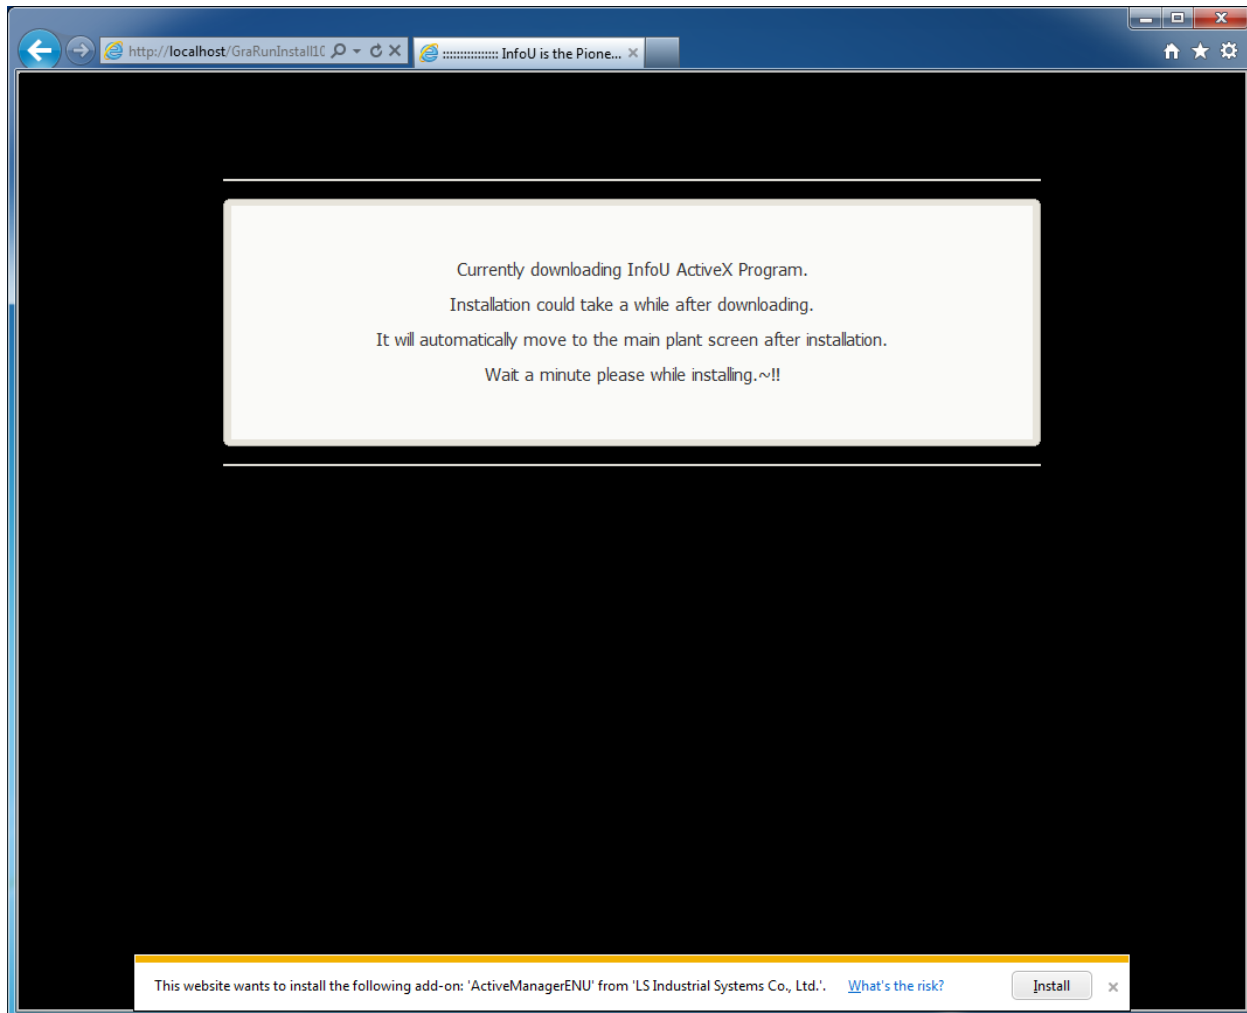 http://localhost/GraRunInstall10
:::::::::::::::: InfoU is the Pione...
Currently downloading InfoU ActiveX Program.
Installation could take a while after downloading.
It will automatically move to the main plant screen after installation.
Wait a minute please while installing.~!!
This website wants to install the following add-on: 'ActiveManagerENU' from 'LS Industrial Systems Co., Ltd.'. What's the risk? Install